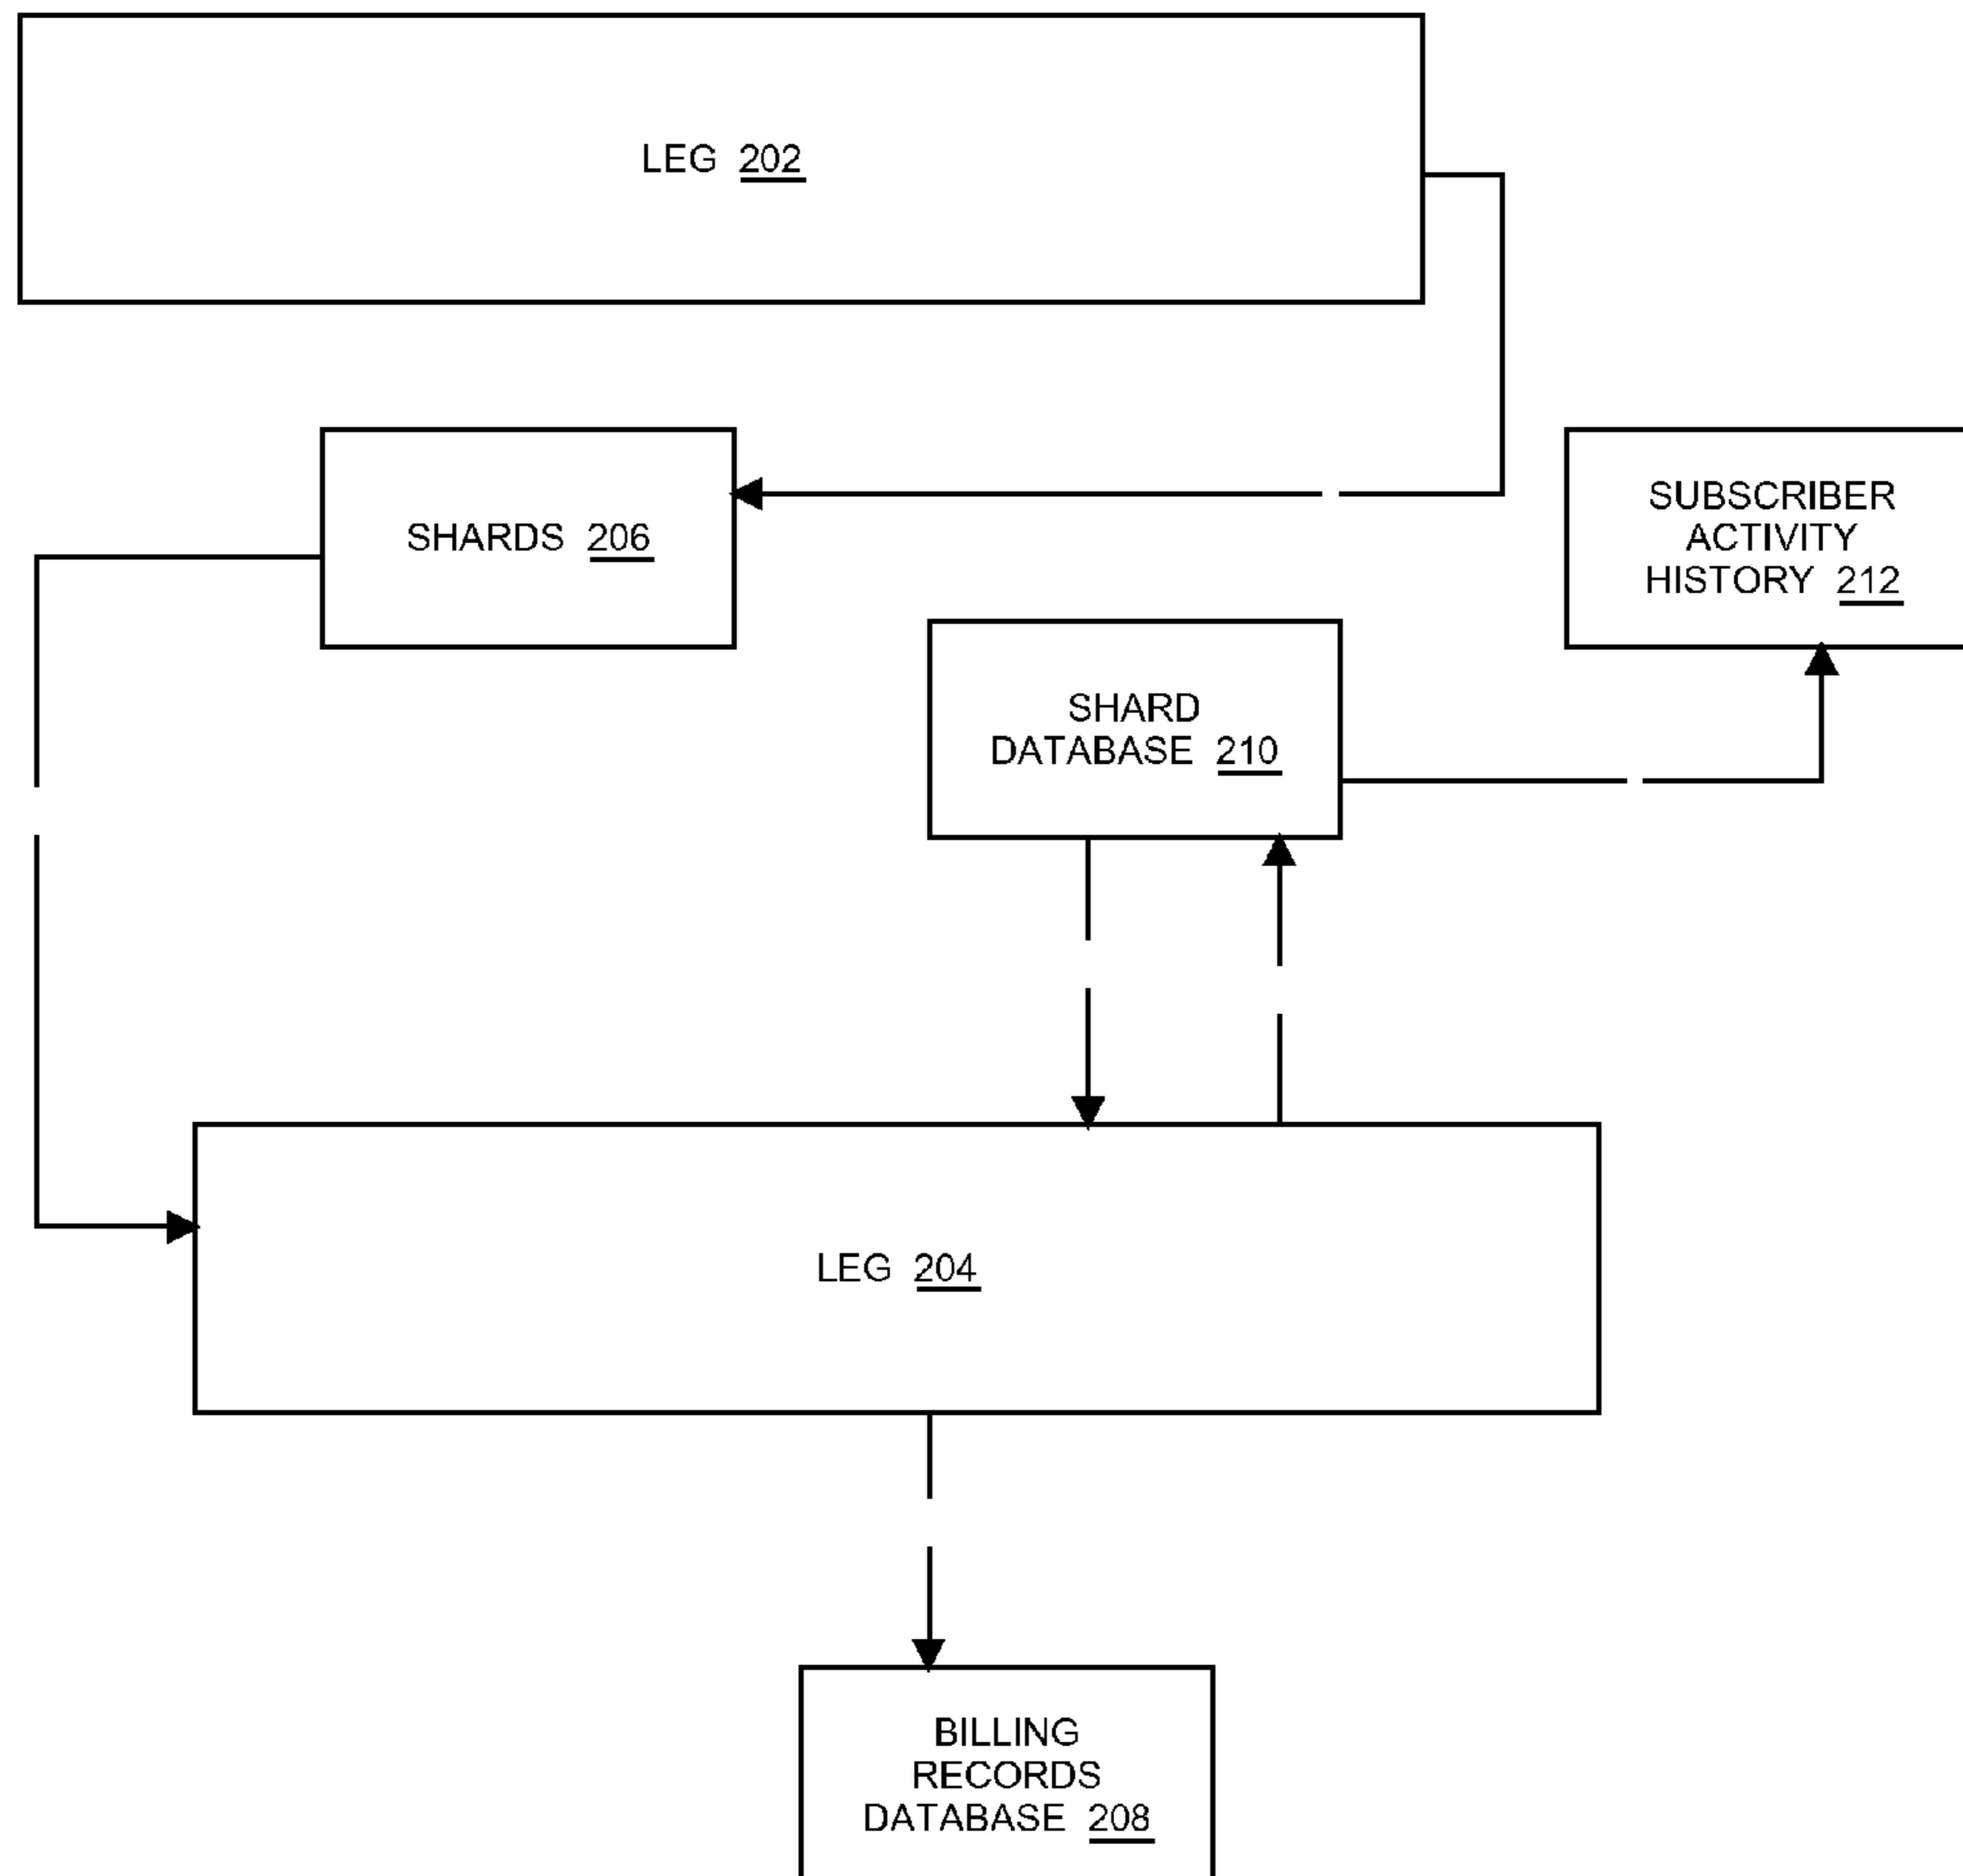 LEG 202
SHARDS 206
SUBSCRIBER
ACTIVITY
HISTORY 212
SHARD
DATABASE 210
LEG 204
BILLING
RECORDS
DATABASE 208